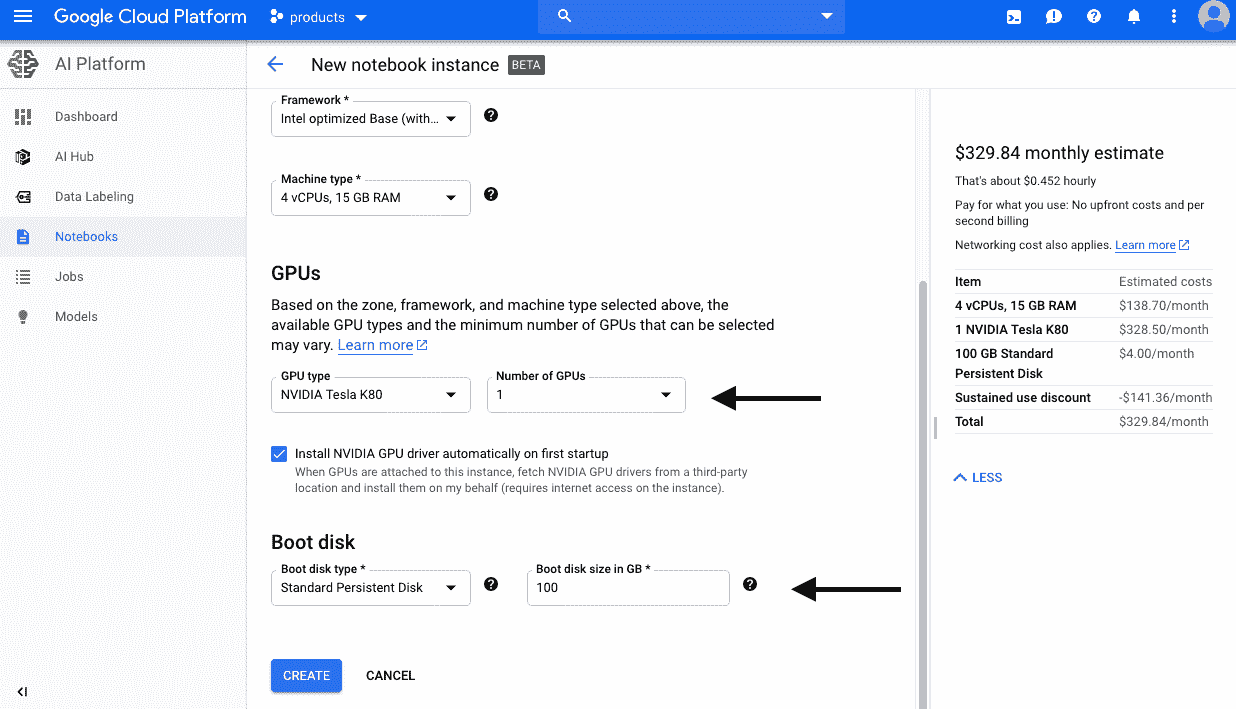 Google Cloud Platform products
AI Platform
New notebook instance BETA
Dashboard
AI Hub
Data Labeling
Notebooks
Jobs
Models
Framework *
Intel optimized Base (with...
Machine type *
4 vCPUs, 15 GB RAM
GPUs
Based on the zone, framework, and machine type selected above, the
available GPU types and the minimum number of GPUs that can be selected
may vary. Learn more
GPU type
NVIDIA Tesla K80
Number of GPUs
1
Install NVIDIA GPU driver automatically on first startup
When GPUs are attached to this instance, fetch NVIDIA GPU drivers from a third-party
location and install them on my behalf (requires internet access on the instance).
Boot disk
Boot disk type *
Standard Persistent Disk
Boot disk size in GB *
100
CREATE CANCEL
$329.84 monthly estimate
That's about $0.452 hourly
Pay for what you use: No upfront costs and per
second billing
Networking cost also applies. Learn more
Item Estimated costs
4 vCPUs, 15 GB RAM $138.70/month
1 NVIDIA Tesla K80 $328.50/month
100 GB Standard $4.00/month
Persistent Disk
Sustained use discount -$141.36/month
Total $329.84/month
LESS